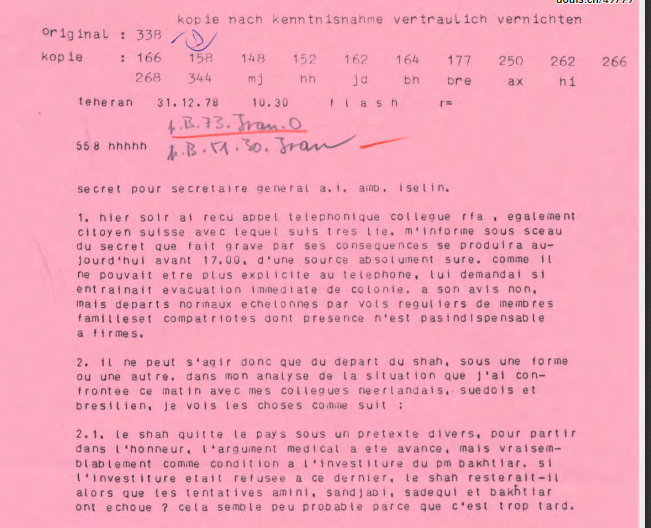 dodis.ch/49779
kopie nach kenntnisnahme vertraulich vernichten
original : 338
kopie : 166 158 148 152 162 164 177 250 262 266
268 344 mj hh jd bh bre ax hi
teheran 31.12.78 10.30 f l a s h r=
p.B.73.Iran.0
558 hhhhh p.B.51.30.Iran
secret pour secretaire general a.i. amb. iselin.
1. hier soir ai recu appel telephonique collegue rfa , egalement
citoyen suisse avec lequel suis tres lie. m'informe sous sceau
du secret que fait grave par ses consequences se produira au-
jourd'hui avant 17.00, d'une source absolument sure. comme il
ne pouvait etre plus explicite au telephone, lui demandai si
entrainait evacuation immediate de colonie. a son avis non,
mais departs normaux echelonnes par vols reguliers de membres
familleset compatriotes dont presence n'est pasindispensable
a firmes.
2. il ne peut s'agir donc que du depart du shah, sous une forme
ou une autre. dans mon analyse de la situation que j'ai con-
frontee ce matin avec mes collegues neerlandais, suedois et
bresilien, je vois les choses comme suit :
2.1. le shah quitte le pays sous un pretexte divers, pour partir
dans l'honneur, l'argument medical a ete avance, mais vraisem-
blablement comme condition a l'investiture du pm bakhtiar. si
l'investiture etait refusee a ce dernier, le shah resterait-il
alors que les tentatives amini, sandjabi, sadequi et bakhtiar
ont echoue ? cela semble peu probable parce que c'est trop tard.